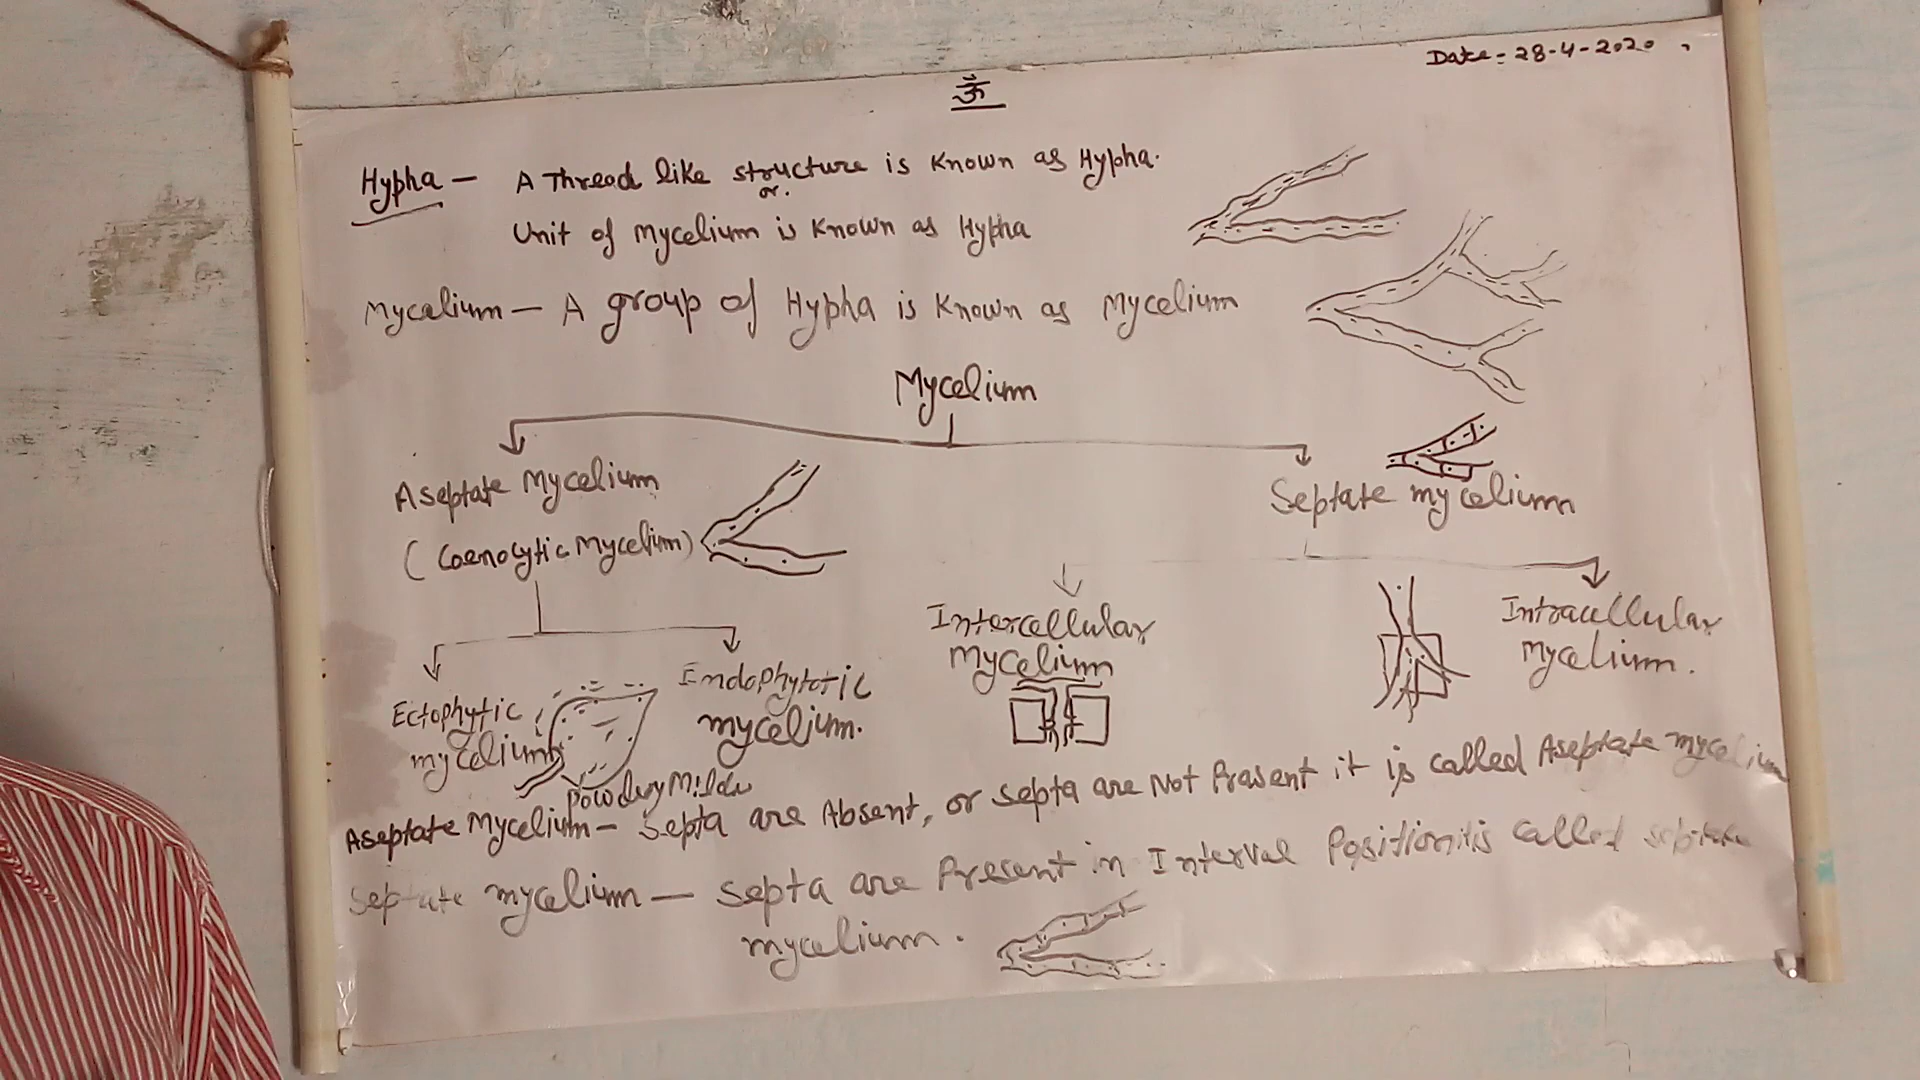 Date - 28-4-2020
ॐ
Hypha - A Thread like structure is Known as Hypha.
or.
Unit of Mycelium is Known as Hypha
Mycelium - A group of Hypha is Known as Mycelium
Mycelium
Aseptate Mycelium
Septate mycelium
(Coenocytic Mycelium)
Intercellular
Mycelium
Intracellular
Mycelium.
Ectophytic
mycelium
Endophytotic
mycelium.
Powdery Mildu
Aseptate Mycelium - Septa are Absent, or septa are Not Present it is called Aseptate mycelium
Septate mycelium - Septa are Present in Interval Position it is called septate
mycelium.